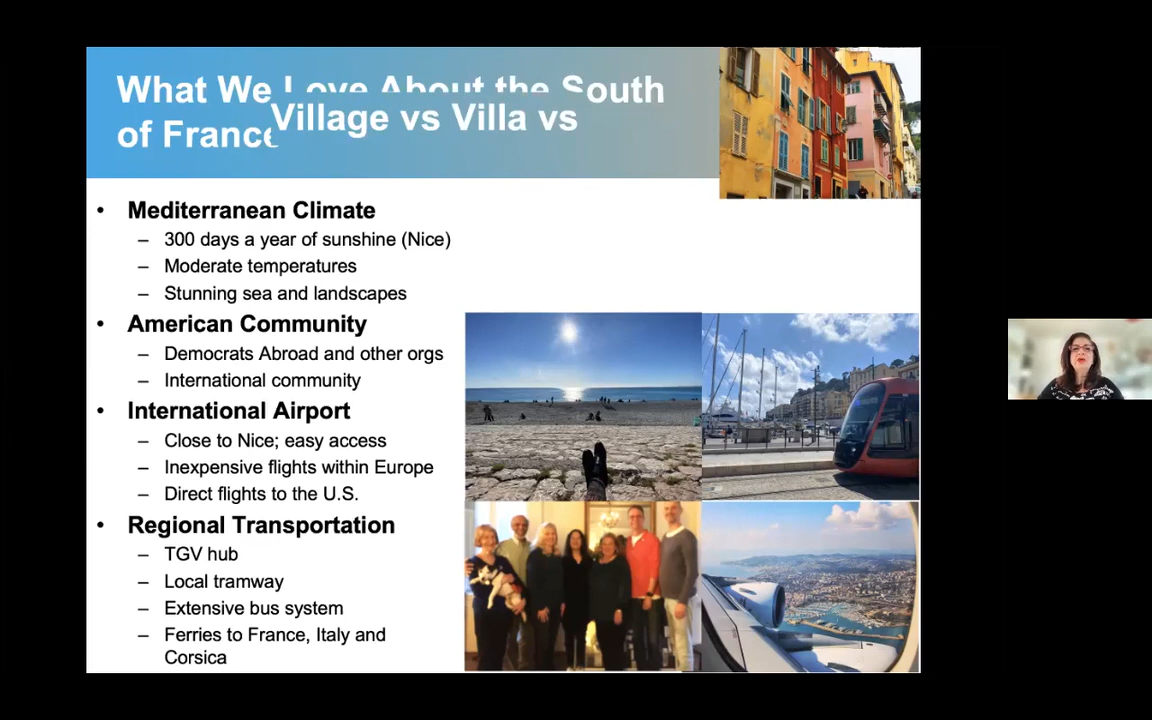 What We Love About the South
of France
Village vs Villa vs
• Mediterranean Climate
– 300 days a year of sunshine (Nice)
– Moderate temperatures
– Stunning sea and landscapes
• American Community
– Democrats Abroad and other orgs
– International community
• International Airport
– Close to Nice; easy access
– Inexpensive flights within Europe
– Direct flights to the U.S.
• Regional Transportation
– TGV hub
– Local tramway
– Extensive bus system
– Ferries to France, Italy and
Corsica